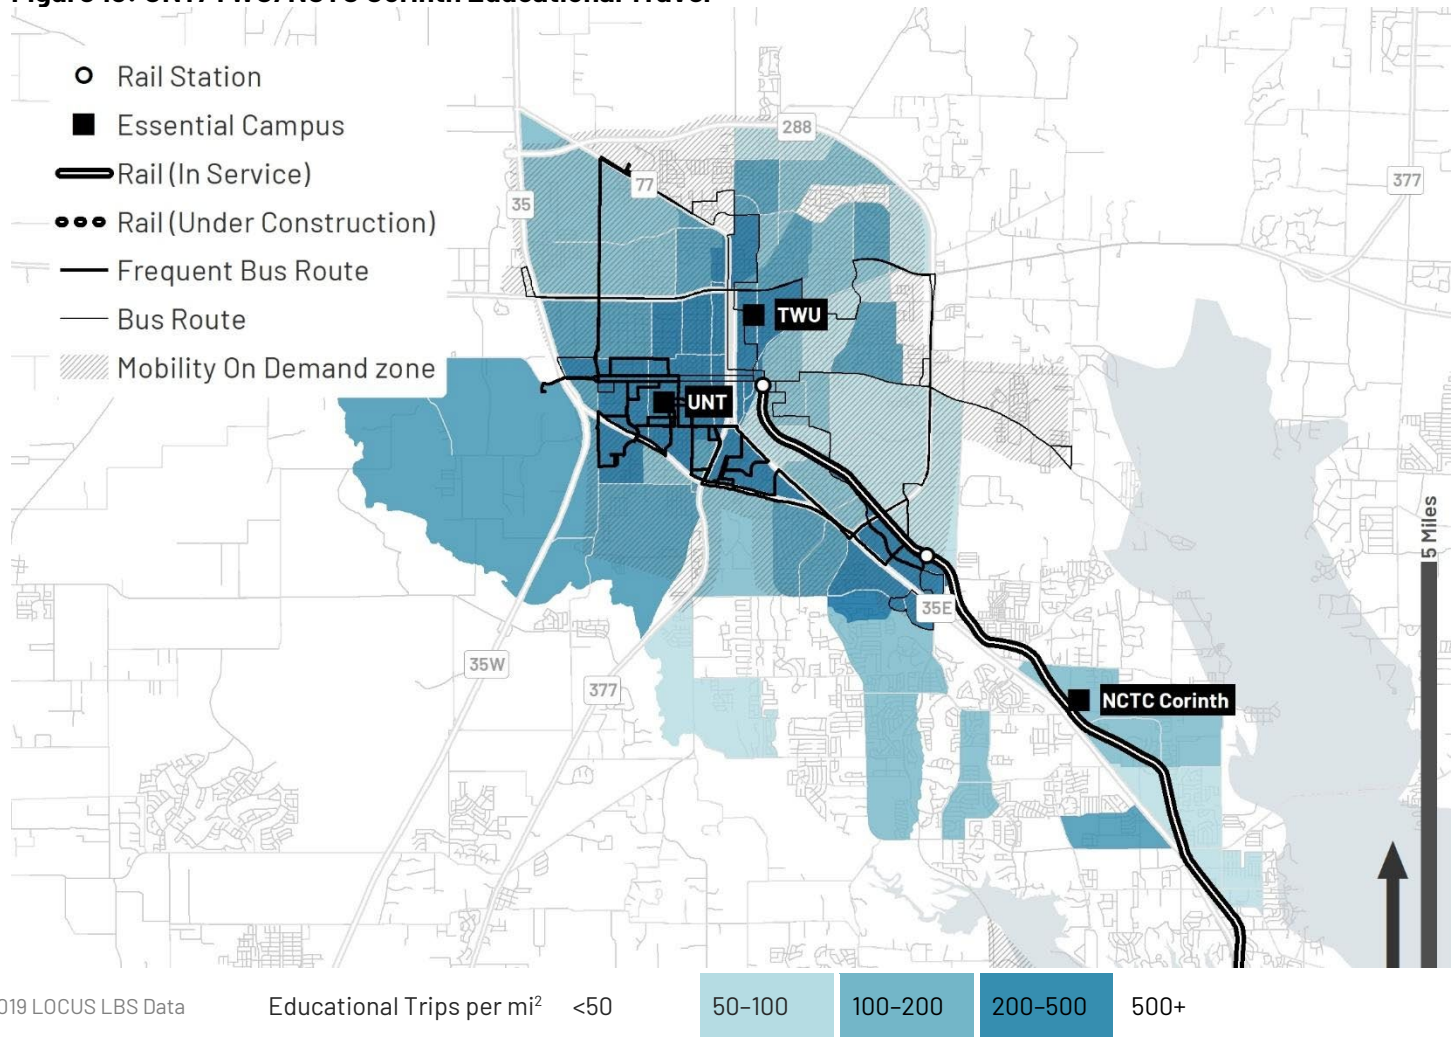 Rail Station
Essential Campus
Rail (In Service)
Rail (Under Construction)
Frequent Bus Route
Bus Route
Mobility On Demand zone
288
77
35
377
TWU
UNT
35E
35W
377
NCTC Corinth
5 Miles
019 LOCUS LBS Data
Educational Trips per mi² <50 50–100 100–200 200–500 500+